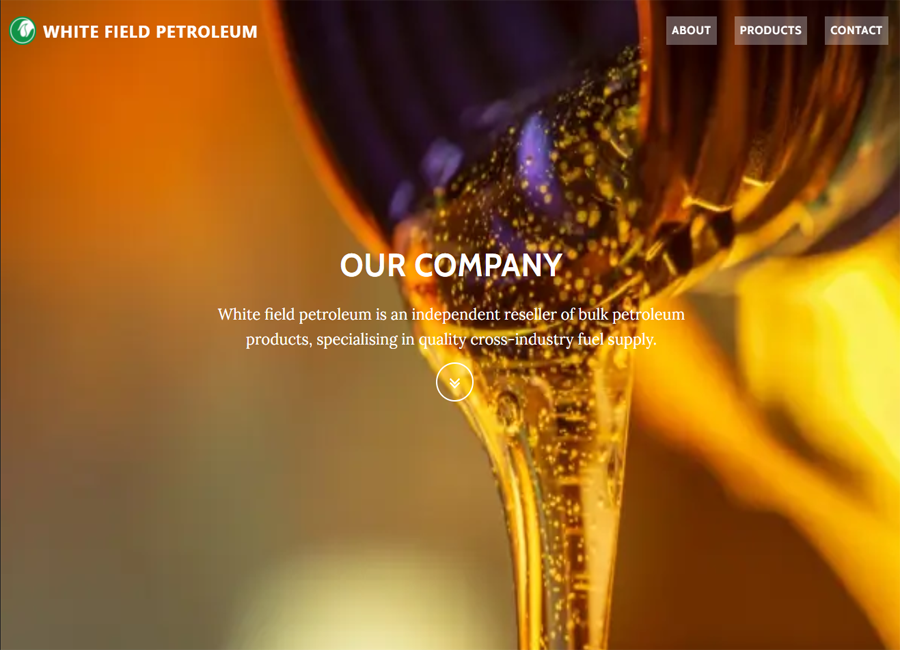 WHITE FIELD PETROLEUM
ABOUT
PRODUCTS
CONTACT
OUR COMPANY
White field petroleum is an independent reseller of bulk petroleum
products, specialising in quality cross-industry fuel supply.